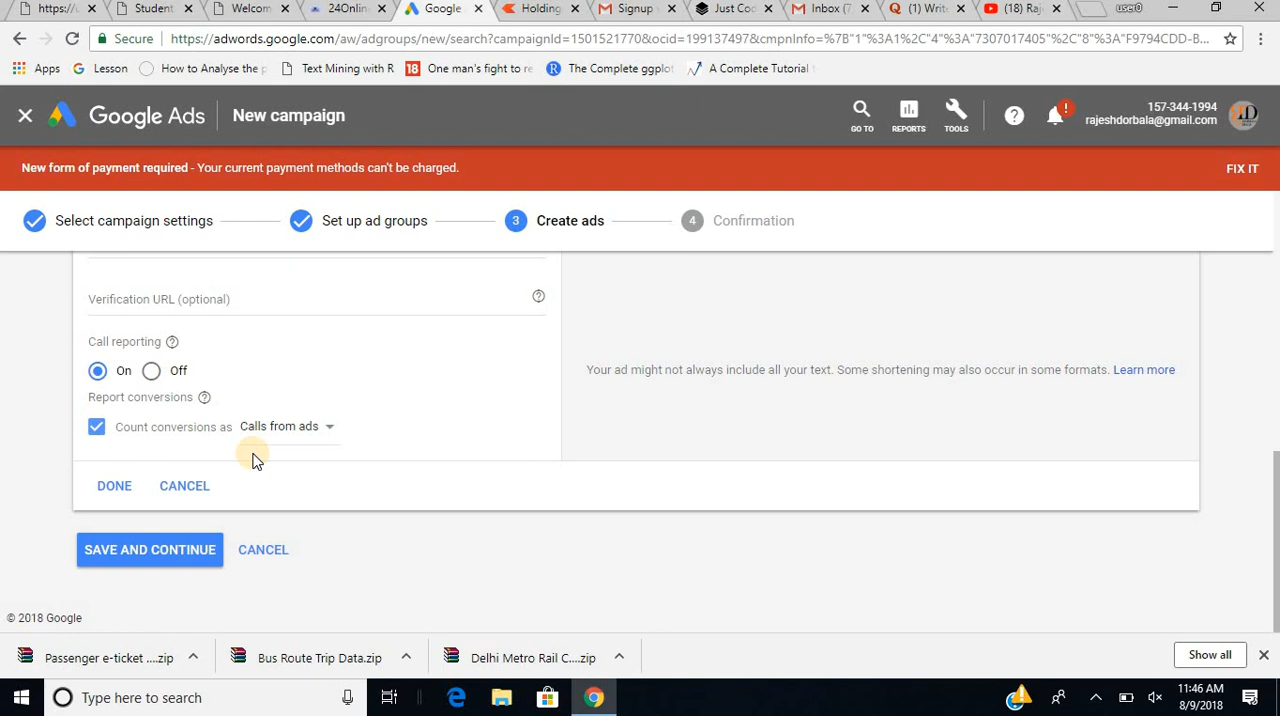 https://u
Student
Welcom
24Onlin
Google
Holding
Signup
Just Cod
Inbox (7
(1) Write
(18) Raje
user0
Secure
https://adwords.google.com/aw/adgroups/new/search?campaignId=1501521770&ocid=199137497&cmpnInfo=%7B"1"%3A1%2C"4"%3A"7307017405"%2C"8"%3A"F9794CDD-B...
Apps
Lesson
How to Analyse the p
Text Mining with R
18
One man's fight to re
The Complete ggplot
A Complete Tutorial t
Google Ads
New campaign
GO TO
REPORTS
TOOLS
157-344-1994
rajeshdorbala@gmail.com
New form of payment required - Your current payment methods can't be charged.
FIX IT
Select campaign settings
Set up ad groups
3 Create ads
4 Confirmation
Verification URL (optional)
Call reporting
On
Off
Report conversions
Count conversions as Calls from ads
Your ad might not always include all your text. Some shortening may also occur in some formats. Learn more
DONE
CANCEL
SAVE AND CONTINUE
CANCEL
© 2018 Google
Passenger e-ticket ....zip
Bus Route Trip Data.zip
Delhi Metro Rail C....zip
Show all
Type here to search
11:46 AM
8/9/2018